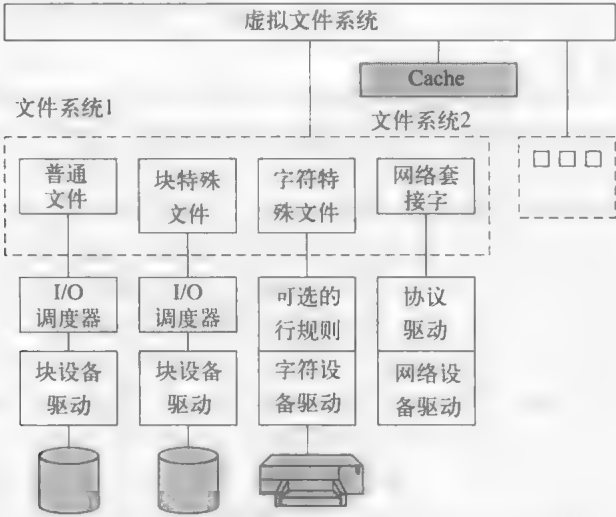 虚拟文件系统
Cache
文件系统1
文件系统2
普通
文件
块特殊
文件
字符特
殊文件
网络套
接字
I/O
调度器
I/O
调度器
可选的
行规则
协议
驱动
块设备
驱动
块设备
驱动
字符设
备驱动
网络设
备驱动